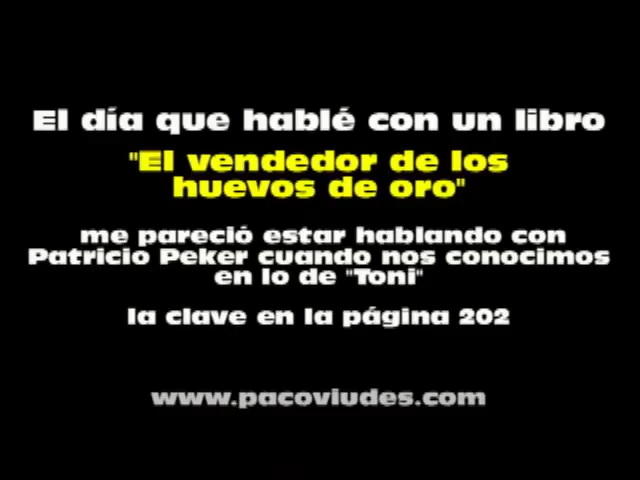 El día que hablé con un libro
"El vendedor de los
huevos de oro"
me pareció estar hablando con
Patricio Peker cuando nos conocimos
en lo de "Toni"
la clave en la página 202
www.pacoviudes.com